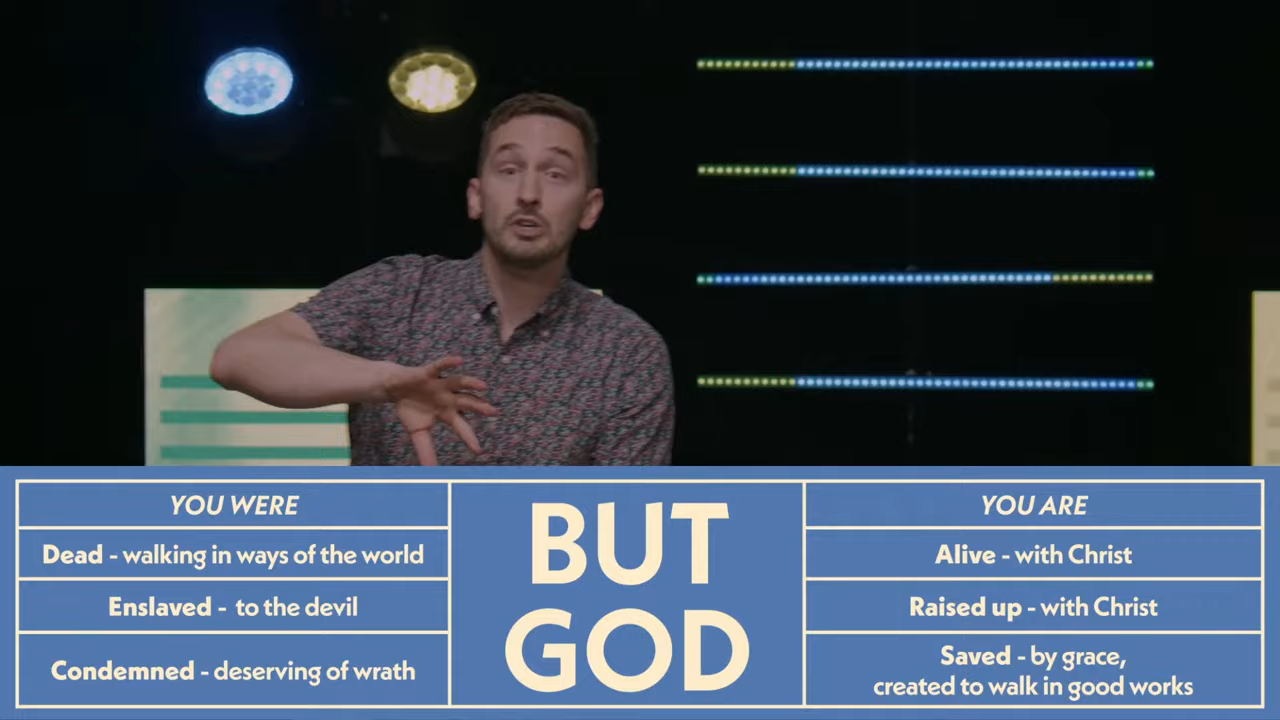 YOU WERE
Dead - walking in ways of the world
Enslaved - to the devil
Condemned - deserving of wrath
BUT
GOD
YOU ARE
Alive - with Christ
Raised up - with Christ
Saved - by grace,
created to walk in good works